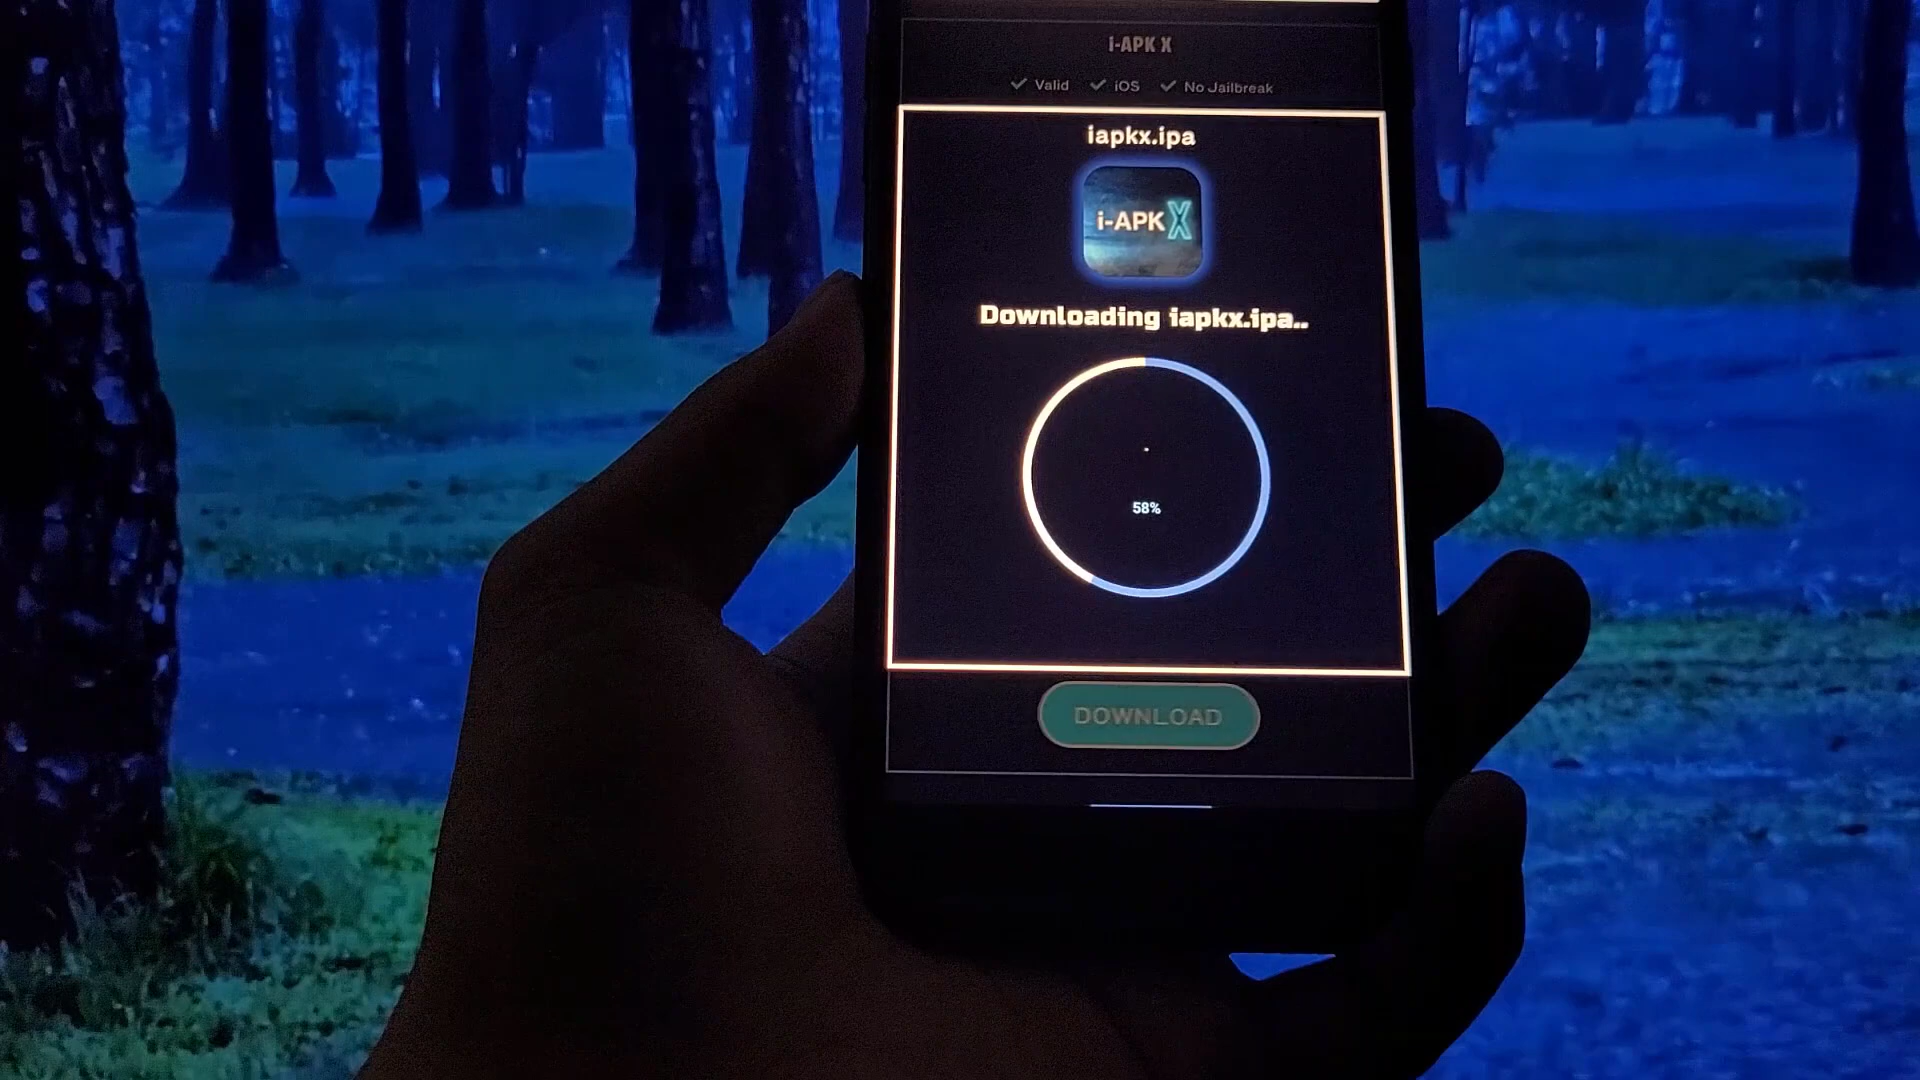 i-APK X
Valid iOS No Jailbreak
iapkx.ipa
i-APK X
Downloading iapkx.ipa..
58%
DOWNLOAD